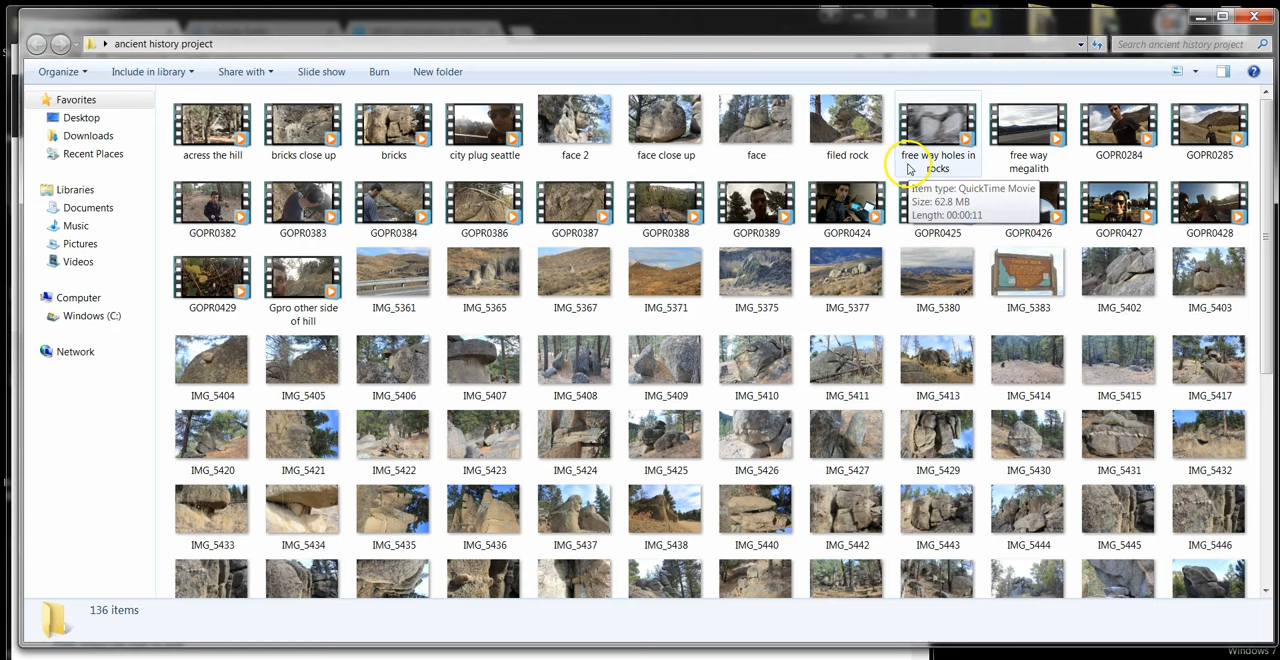 ancient history project
Search ancient history project
Organize
Include in library
Share with
Slide show
Burn
New folder
Favorites
Desktop
Downloads
Recent Places
Libraries
Documents
Music
Pictures
Videos
Computer
Windows (C:)
Network
acress the hill
bricks close up
bricks
city plug seattle
face 2
face close up
face
filed rock
free way holes in
rocks
free way
megalith
GOPR0284
GOPR0285
Item type: QuickTime Movie
Size: 62.8 MB
Length: 00:00:11
GOPR0382
GOPR0383
GOPR0384
GOPR0386
GOPR0387
GOPR0388
GOPR0389
GOPR0424
GOPR0425
GOPR0426
GOPR0427
GOPR0428
GOPR0429
Gpro other side
of hill
IMG_5361
IMG_5365
IMG_5367
IMG_5371
IMG_5375
IMG_5377
IMG_5380
IMG_5383
IMG_5402
IMG_5403
IMG_5404
IMG_5405
IMG_5406
IMG_5407
IMG_5408
IMG_5409
IMG_5410
IMG_5411
IMG_5413
IMG_5414
IMG_5415
IMG_5417
IMG_5420
IMG_5421
IMG_5422
IMG_5423
IMG_5424
IMG_5425
IMG_5426
IMG_5427
IMG_5429
IMG_5430
IMG_5431
IMG_5432
IMG_5433
IMG_5434
IMG_5435
IMG_5436
IMG_5437
IMG_5438
IMG_5440
IMG_5442
IMG_5443
IMG_5444
IMG_5445
IMG_5446
136 items
Windows 7